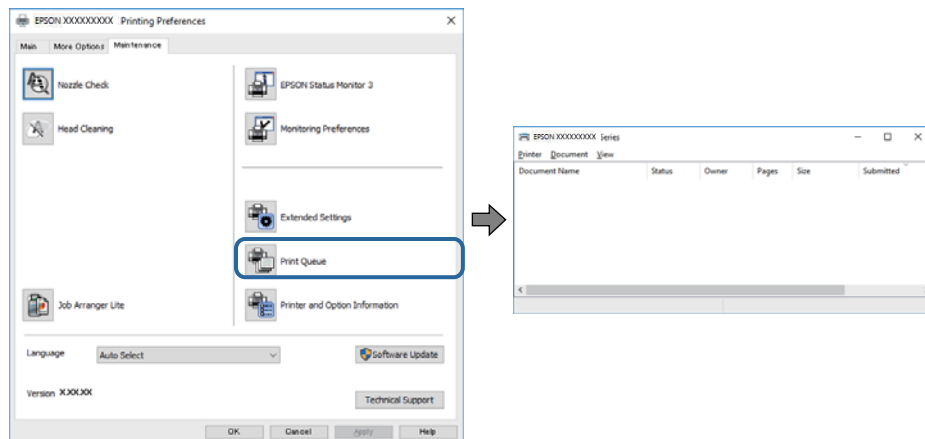 EPSON XXXXXXXXX Printing Preferences
Main More Options Maintenance
Nozzle Check
EPSON Status Monitor 3
Head Cleaning
Monitoring Preferences
Extended Settings
Print Queue
Job Arranger Lite
Printer and Option Information
Language Auto Select Software Update
Version X.XX.XX
Technical Support
OK Cancel Apply Help
EPSON XXXXXXXXXX Series
Printer Document View
Document Name Status Owner Pages Size Submitted